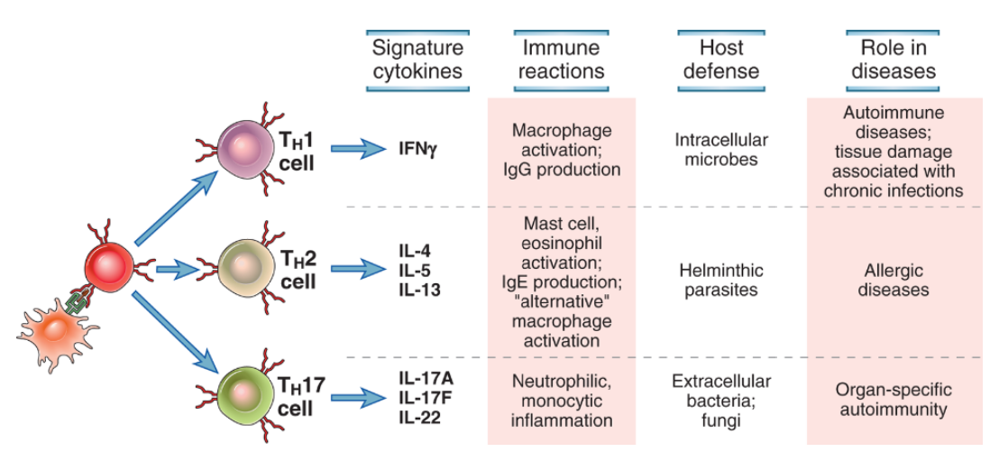 Signature
cytokines
Immune
reactions
Host
defense
Role in
diseases
TH1
cell
IFNγ
Macrophage
activation;
IgG production
Intracellular
microbes
Autoimmune
diseases;
tissue damage
associated with
chronic infections
TH2
cell
IL-4
IL-5
IL-13
Mast cell,
eosinophil
activation;
IgE production;
"alternative"
macrophage
activation
Helminthic
parasites
Allergic
diseases
TH17
cell
IL-17A
IL-17F
IL-22
Neutrophilic,
monocytic
inflammation
Extracellular
bacteria;
fungi
Organ-specific
autoimmunity